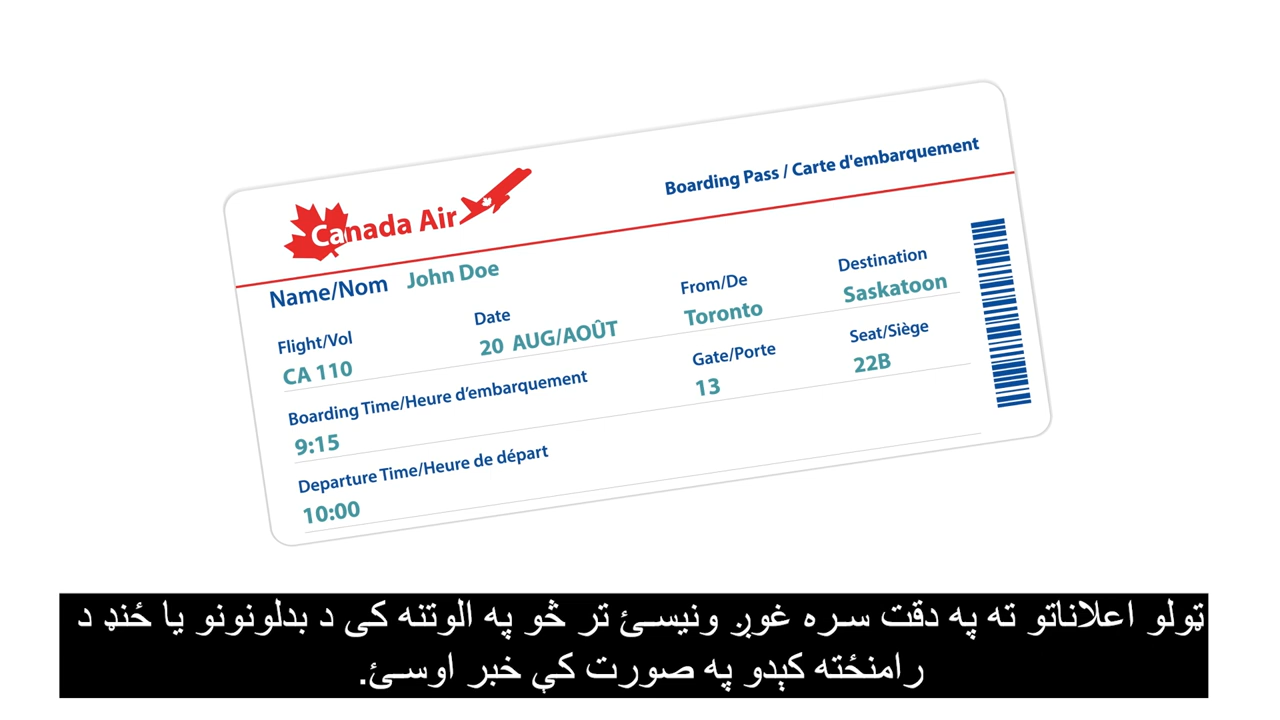 Canada Air
Boarding Pass / Carte d'embarquement
Name/Nom John Doe
Flight/Vol
CA 110
Date
20 AUG/AOÛT
From/De
Toronto
Destination
Saskatoon
Boarding Time/Heure d’embarquement
9:15
Gate/Porte
13
Seat/Siège
22B
Departure Time/Heure de départ
10:00
ټولو اعلاناتو ته په دقت سره غوږ ونیسئ تر څو په الوتنه کی د بدلونونو یا ځنډ د
رامنځته کېدو په صورت کې خبر اوسئ.